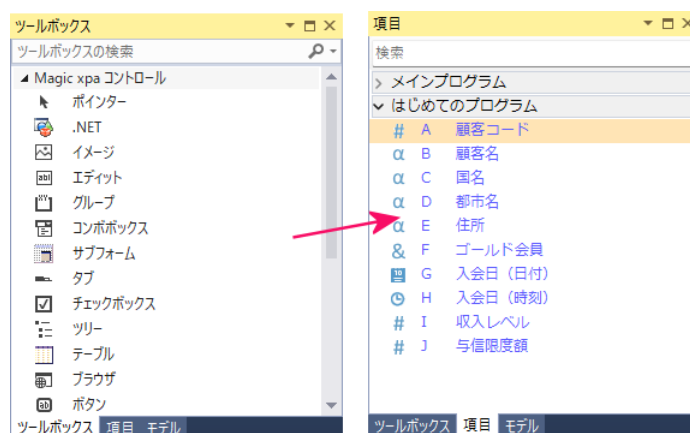 ツールボックス
ツールボックスの検索
Magic xpa コントロール
ポインター
.NET
イメージ
エディット
グループ
コンボボックス
サブフォーム
タブ
チェックボックス
ツリー
テーブル
ブラウザ
ボタン
ツールボックス 項目 モデル
項目
検索
メインプログラム
はじめてのプログラム
# A 顧客コード
α B 顧客名
α C 国名
α D 都市名
α E 住所
& F ゴールド会員
10 G 入会日（日付）
H 入会日（時刻）
# I 収入レベル
# J 与信限度額
ツールボックス 項目 モデル